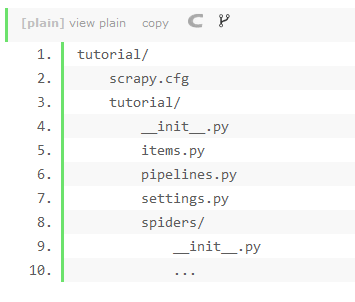 [plain] view plain copy
1. tutorial/
2. scrapy.cfg
3. tutorial/
4. __init__.py
5. items.py
6. pipelines.py
7. settings.py
8. spiders/
9. __init__.py
10. ...